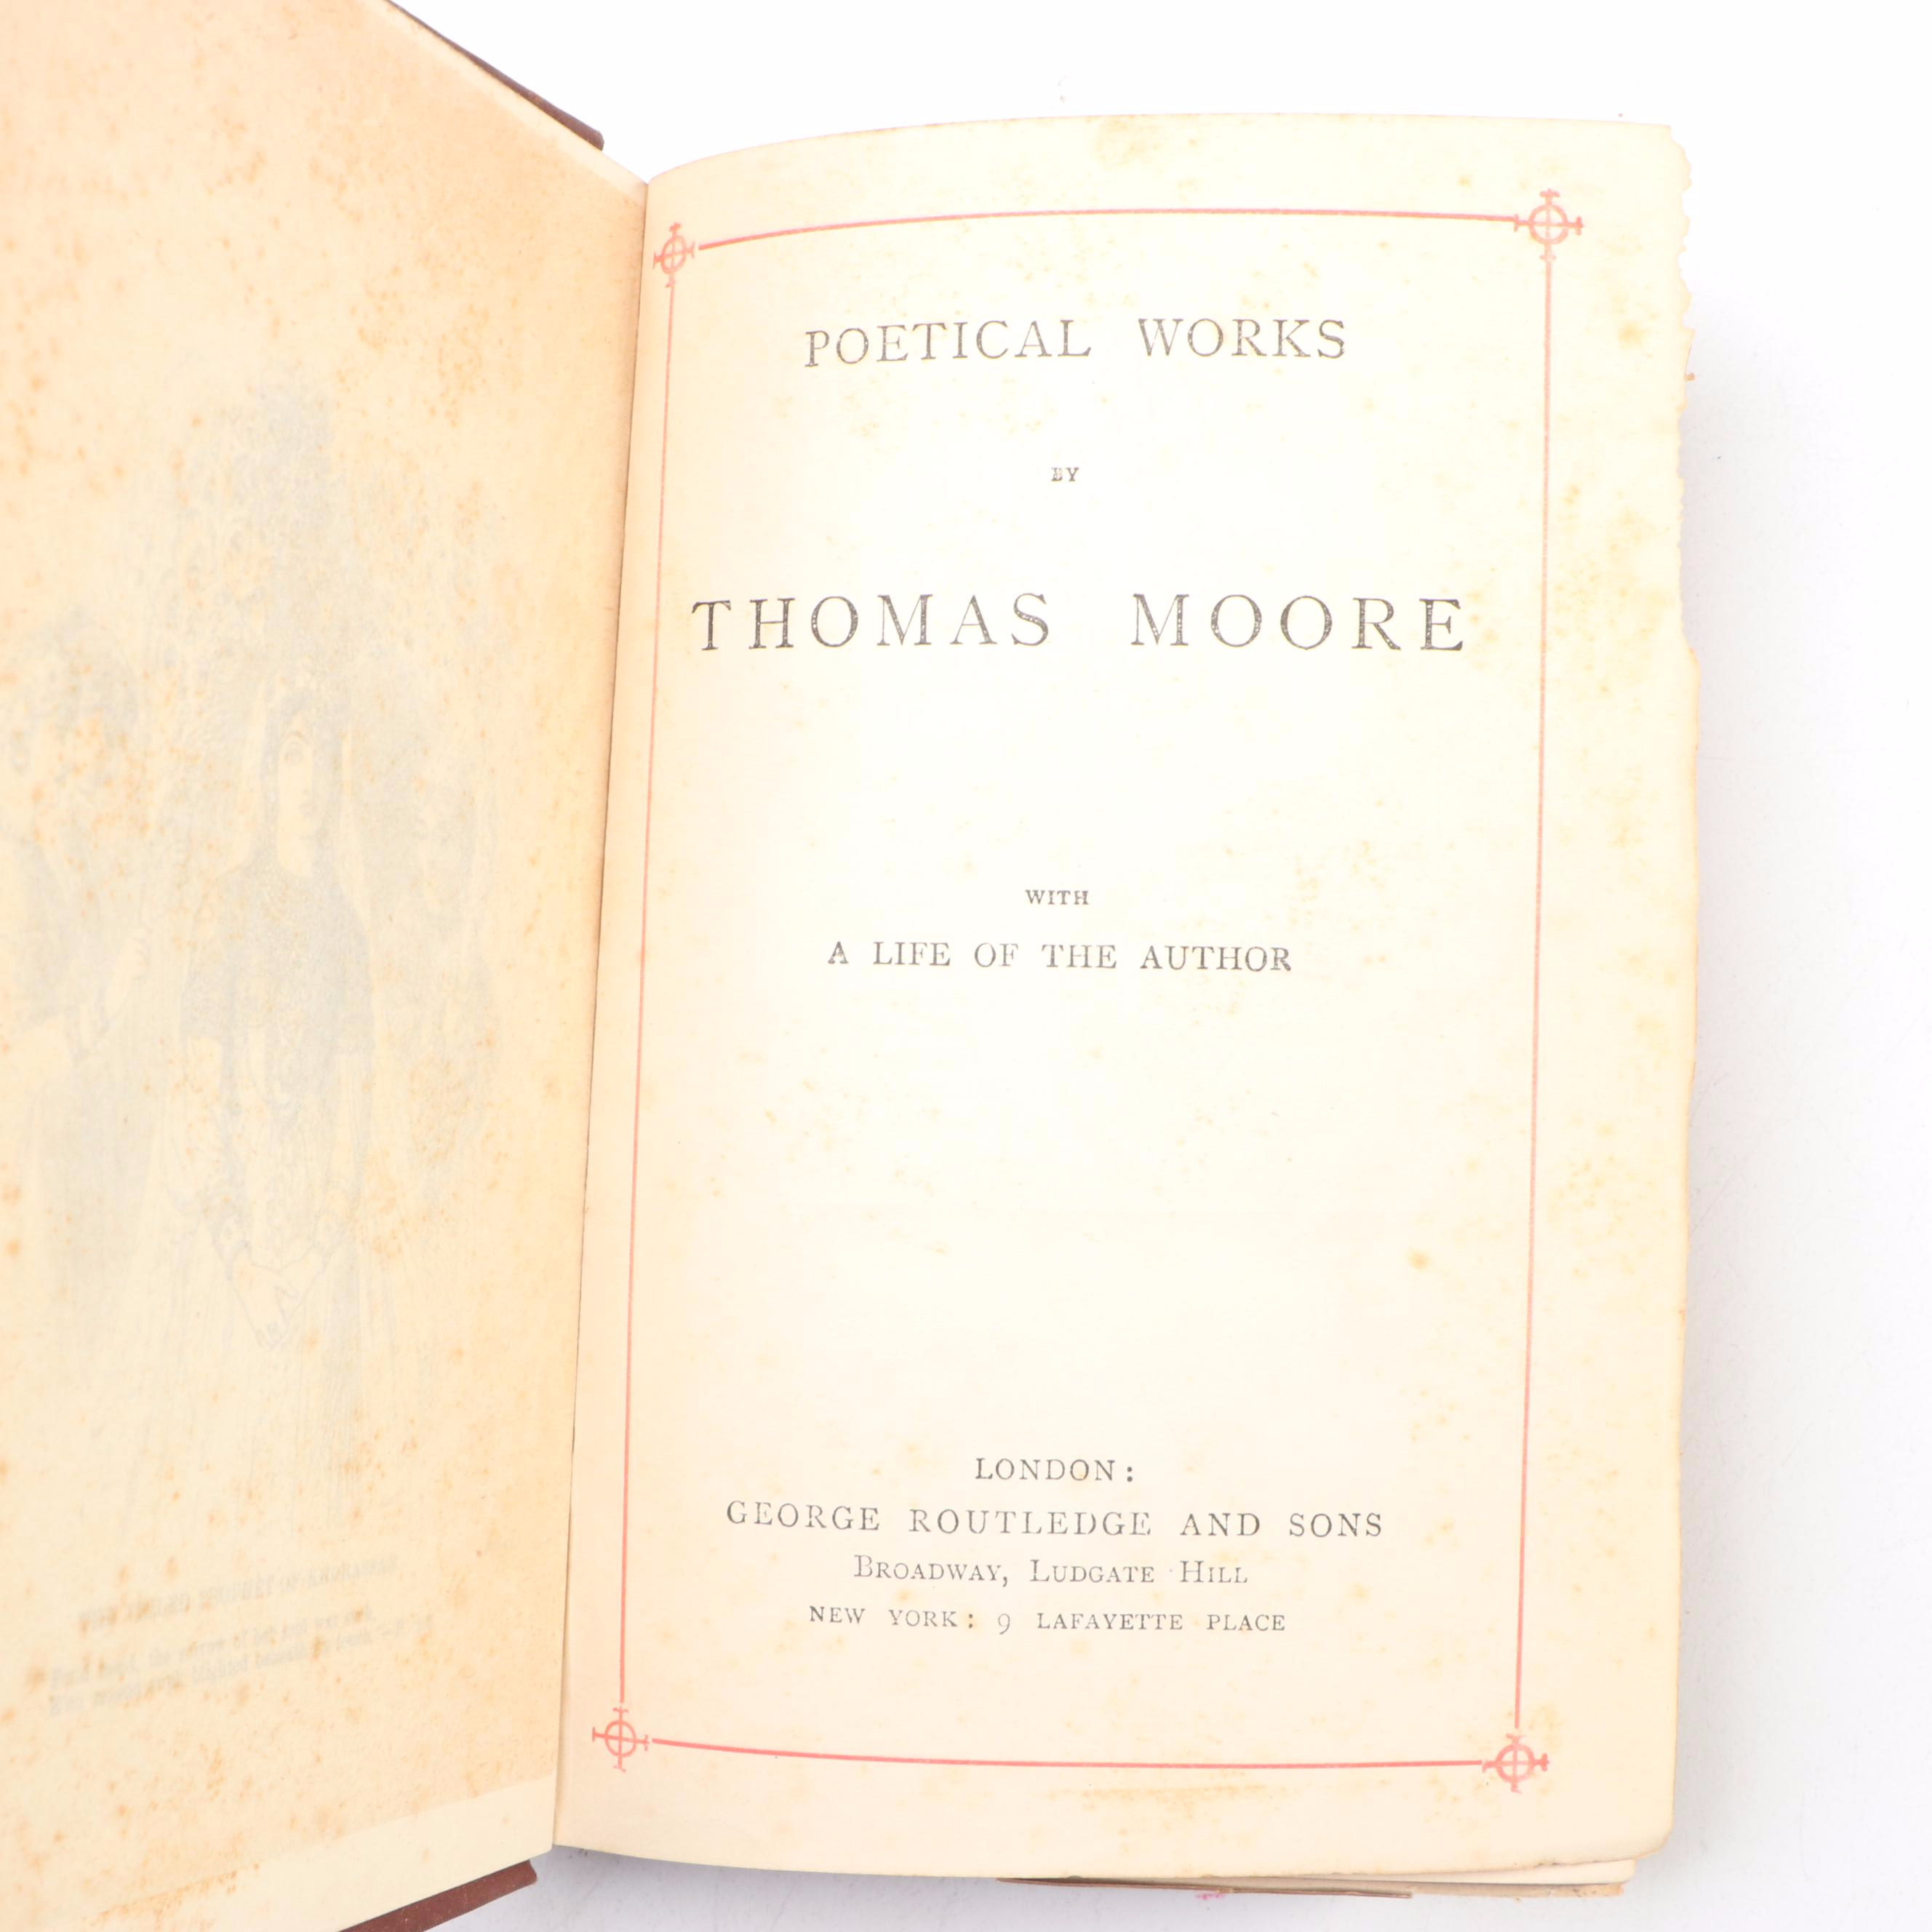 POETICAL WORKS
BY
THOMAS MOORE
WITH
A LIFE OF THE AUTHOR
LONDON:
GEORGE ROUTLEDGE AND SONS
BROADWAY, LUDGATE HILL
NEW YORK: 9 LAFAYETTE PLACE